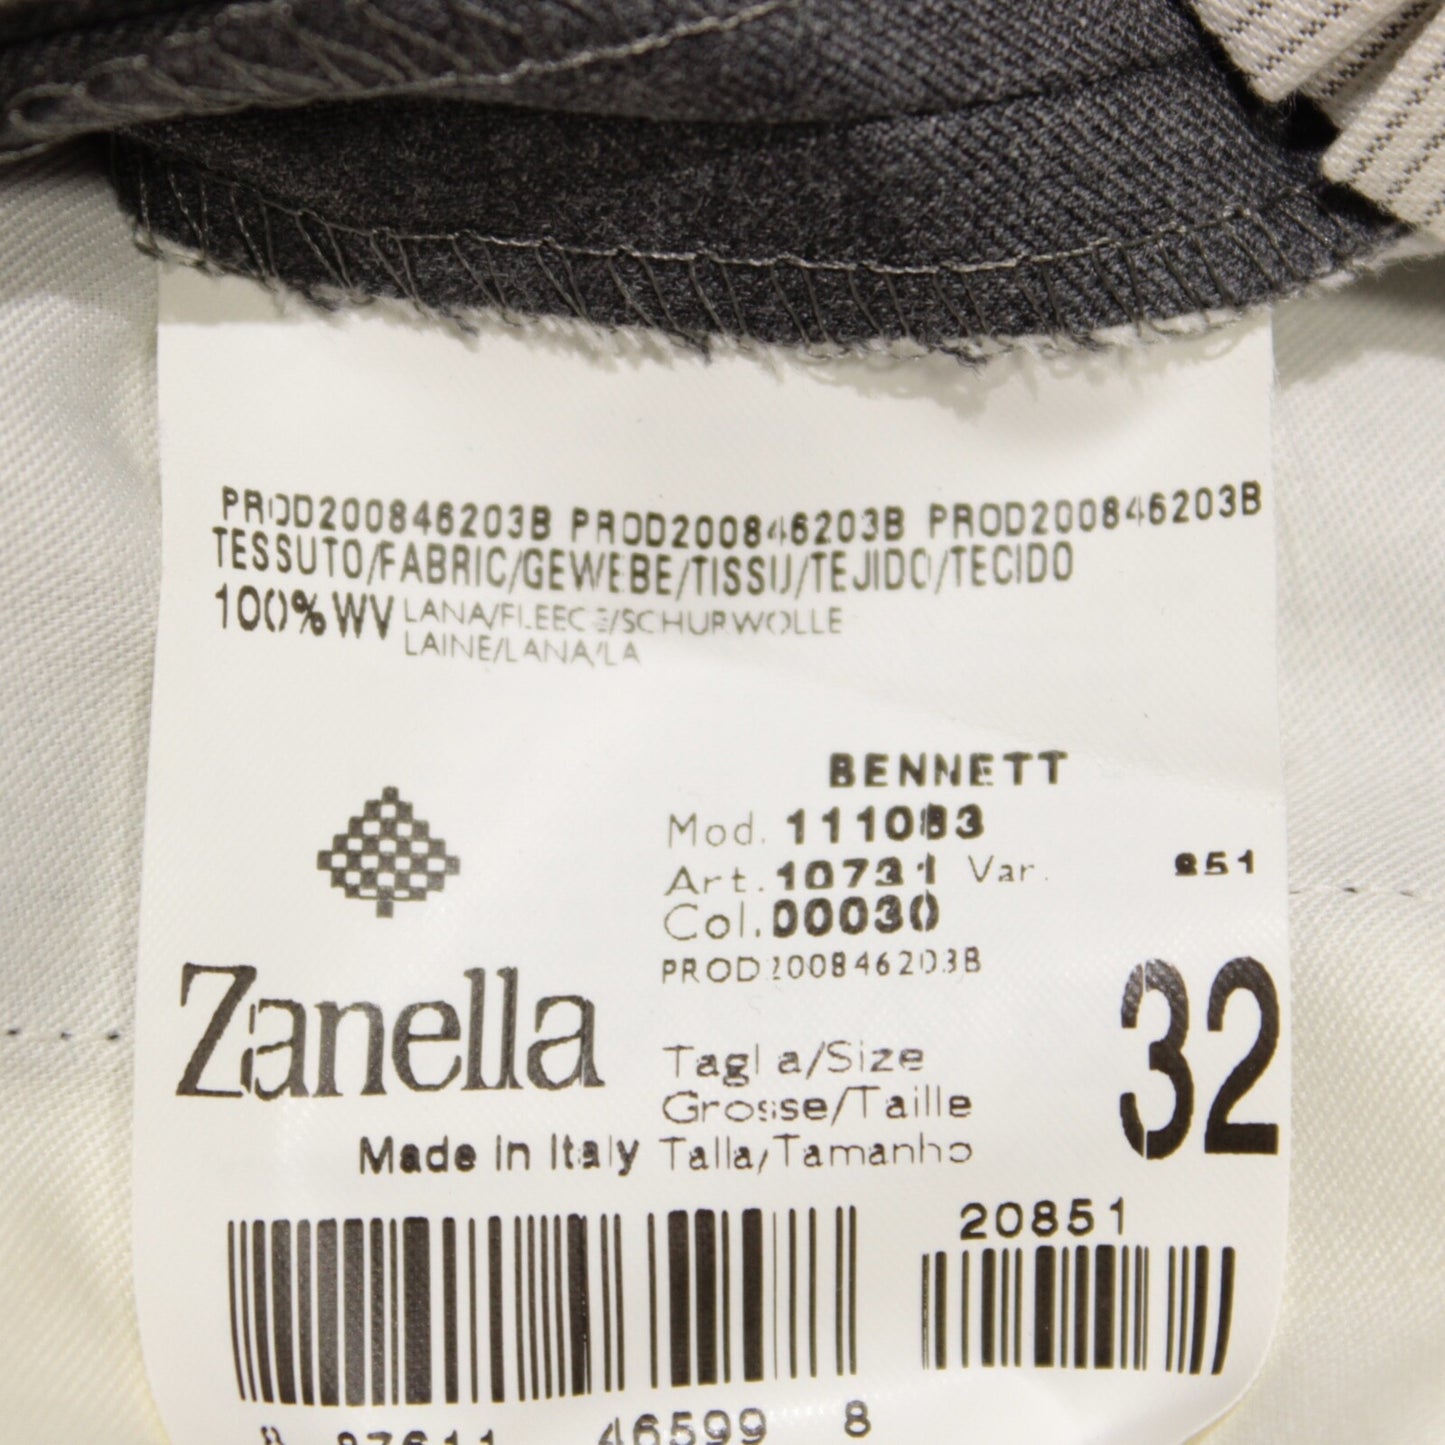 PROD200846203B PROD200846203B PROD200846203B
TESSUTO/FABRIC/GEWEBE/TISSU/TEJIDO/TECIDO
100%WV LANA/FLEECE/SCHURWOLLE
LAINE/LANA/LA
BENNETT
Mod. 111083
Art. 10731 Var. 851
Col. 00030
PROD200846203B
Zanella
Made in Italy
Taglia/Size
Grosse/Taille
Talla/Tamanho
32
20851
46599 8